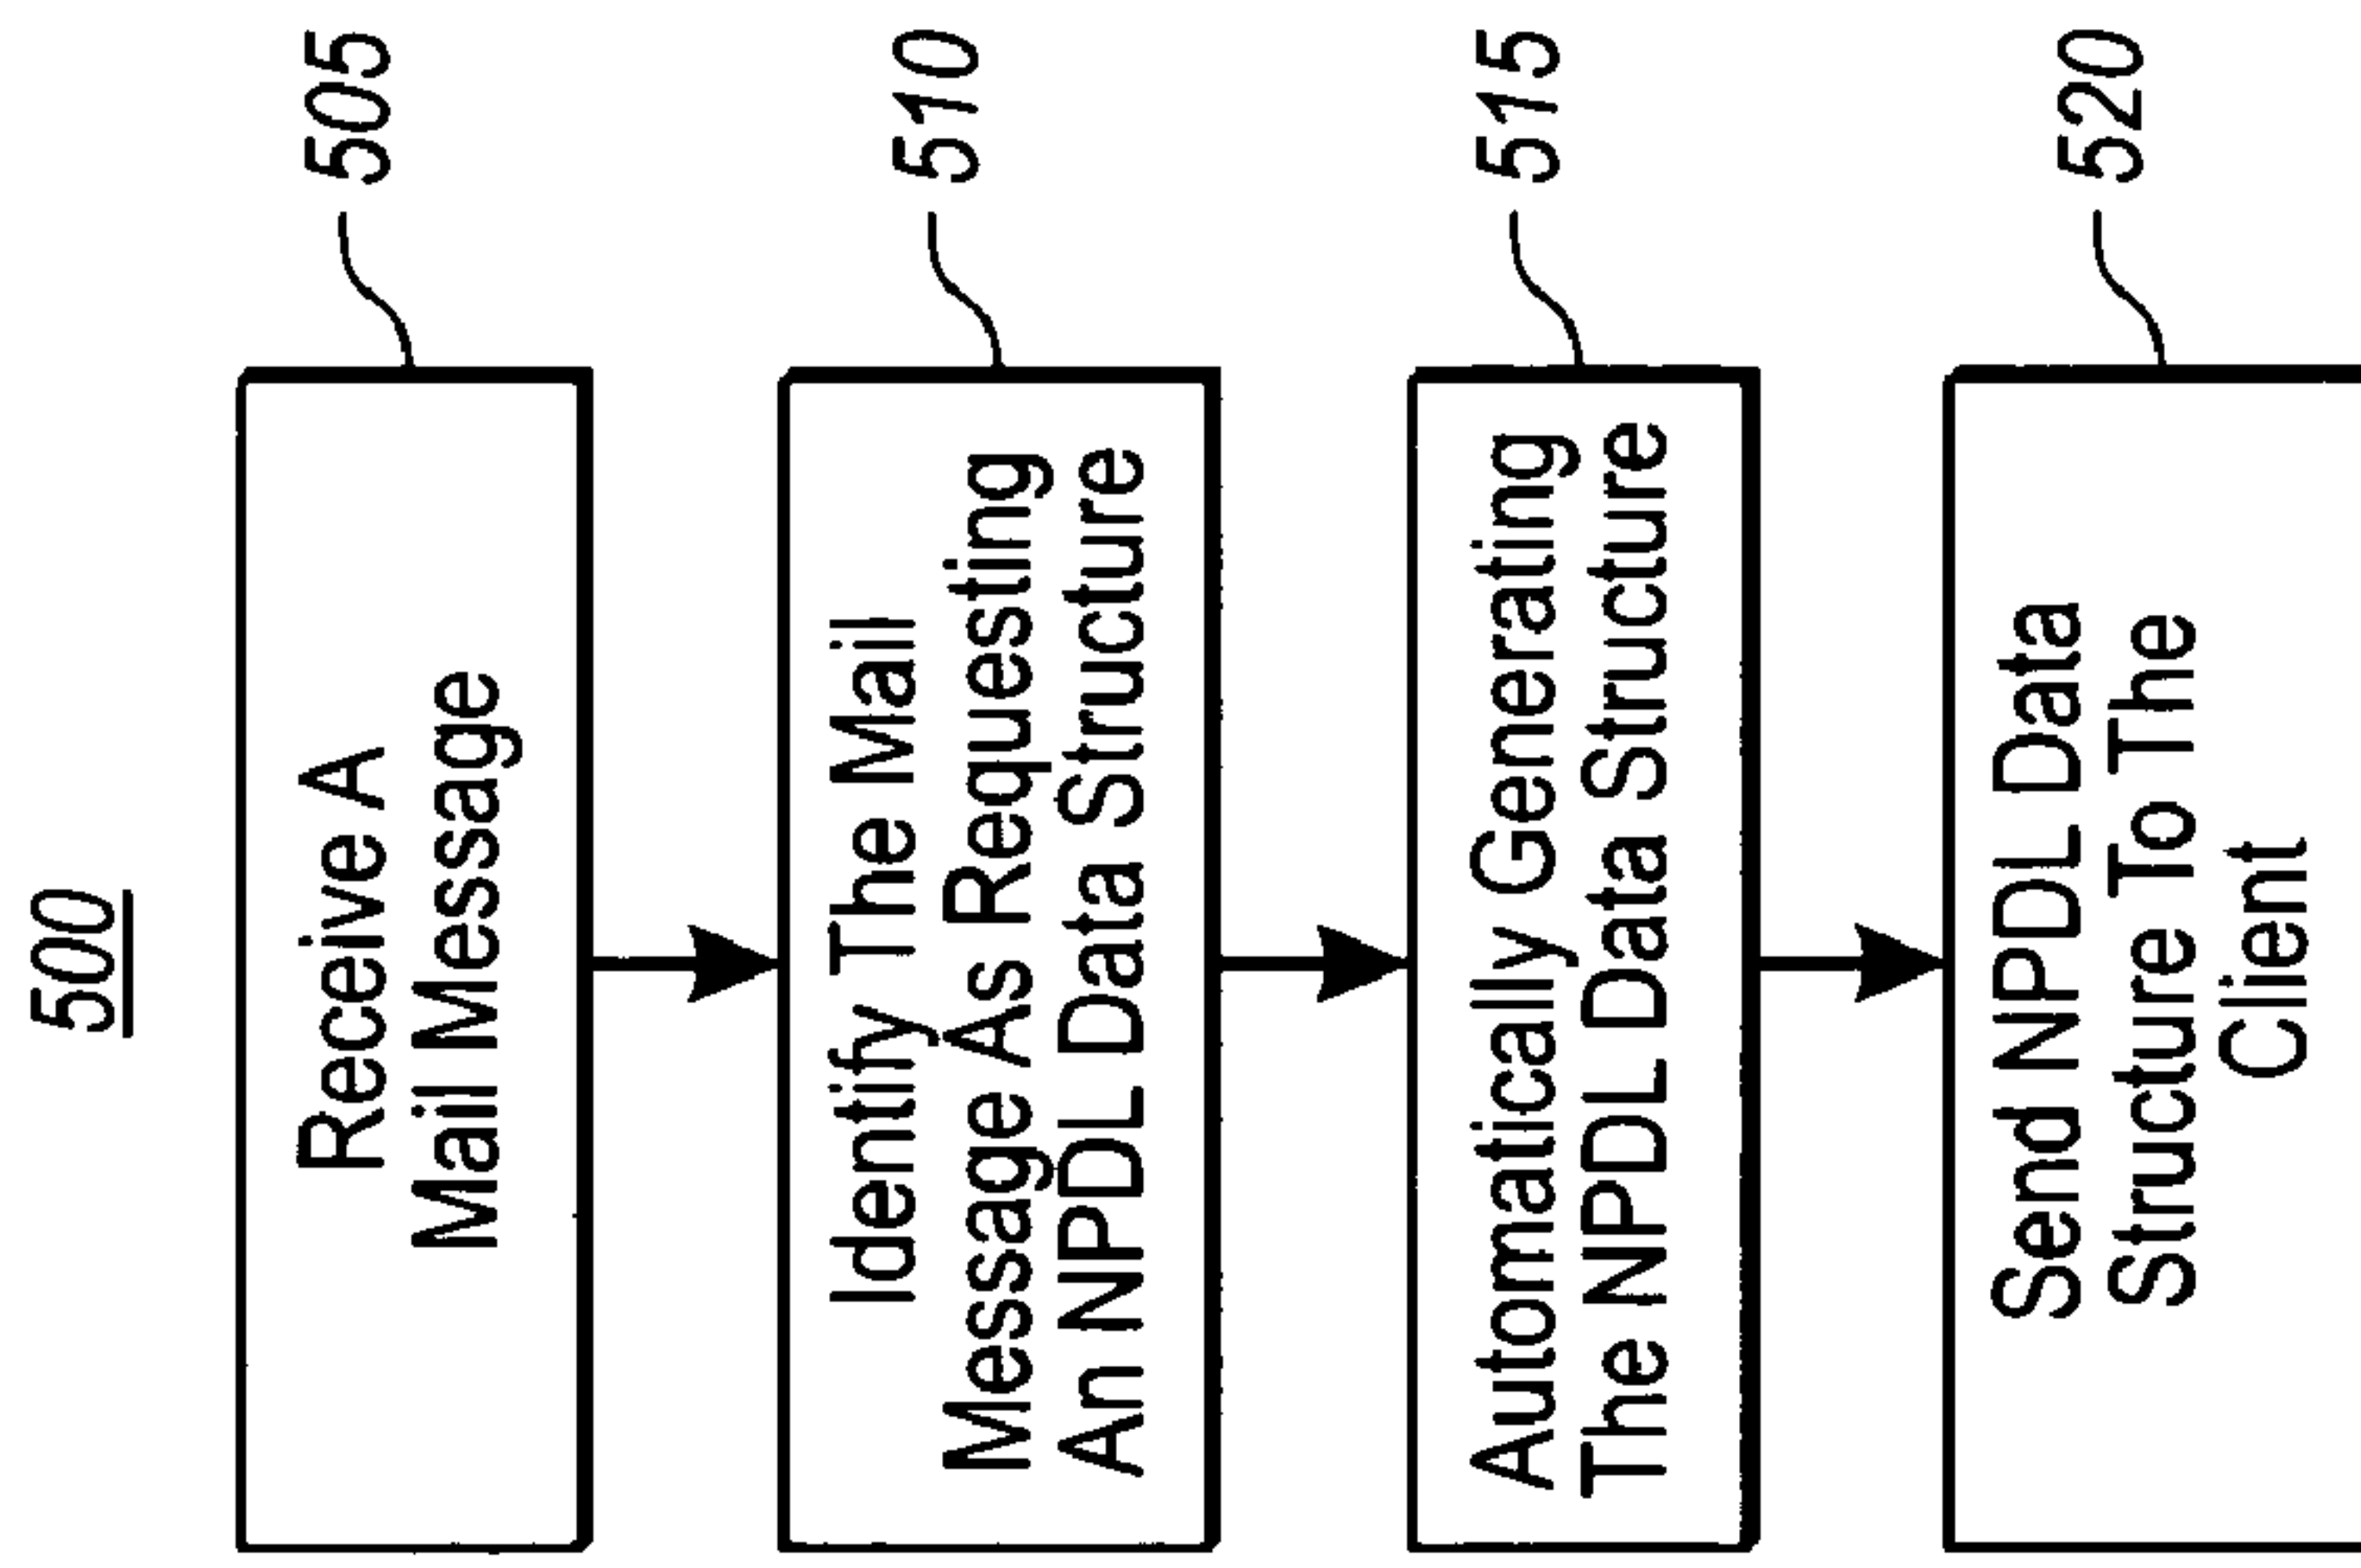 500
Receive A
Mail Message
505
Identify The Mail
Message As Requesting
An NPDL Data Structure
510
Automatically Generating
The NPDL Data Structure
515
Send NPDL Data
Structure To The
Client
520